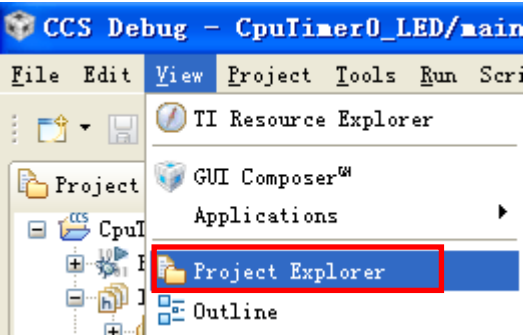 CCS Debug - CpuTimer0_LED/main
File Edit View Project Tools Run Scri
TI Resource Explorer
GUI Composer™
Project
Applications
CpuT
Project Explorer
Outline